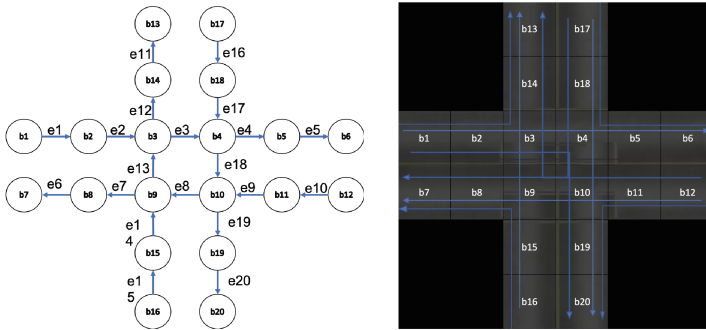 b13 b17
e11 e16
b14 b18
e12 e17
b1 e1 b2 e2 b3 e3 b4 e4 b5 e5 b6
e13 e18
b7 e6 b8 e7 b9 e8 b10 e9 b11 e10 b12
e1
4
e19
b15 b19
e1
5
e20
b16 b20
b13 b17
b14 b18
b1 b2 b3 b4 b5 b6
b7 b8 b9 b10 b11 b12
b15 b19
b16 b20